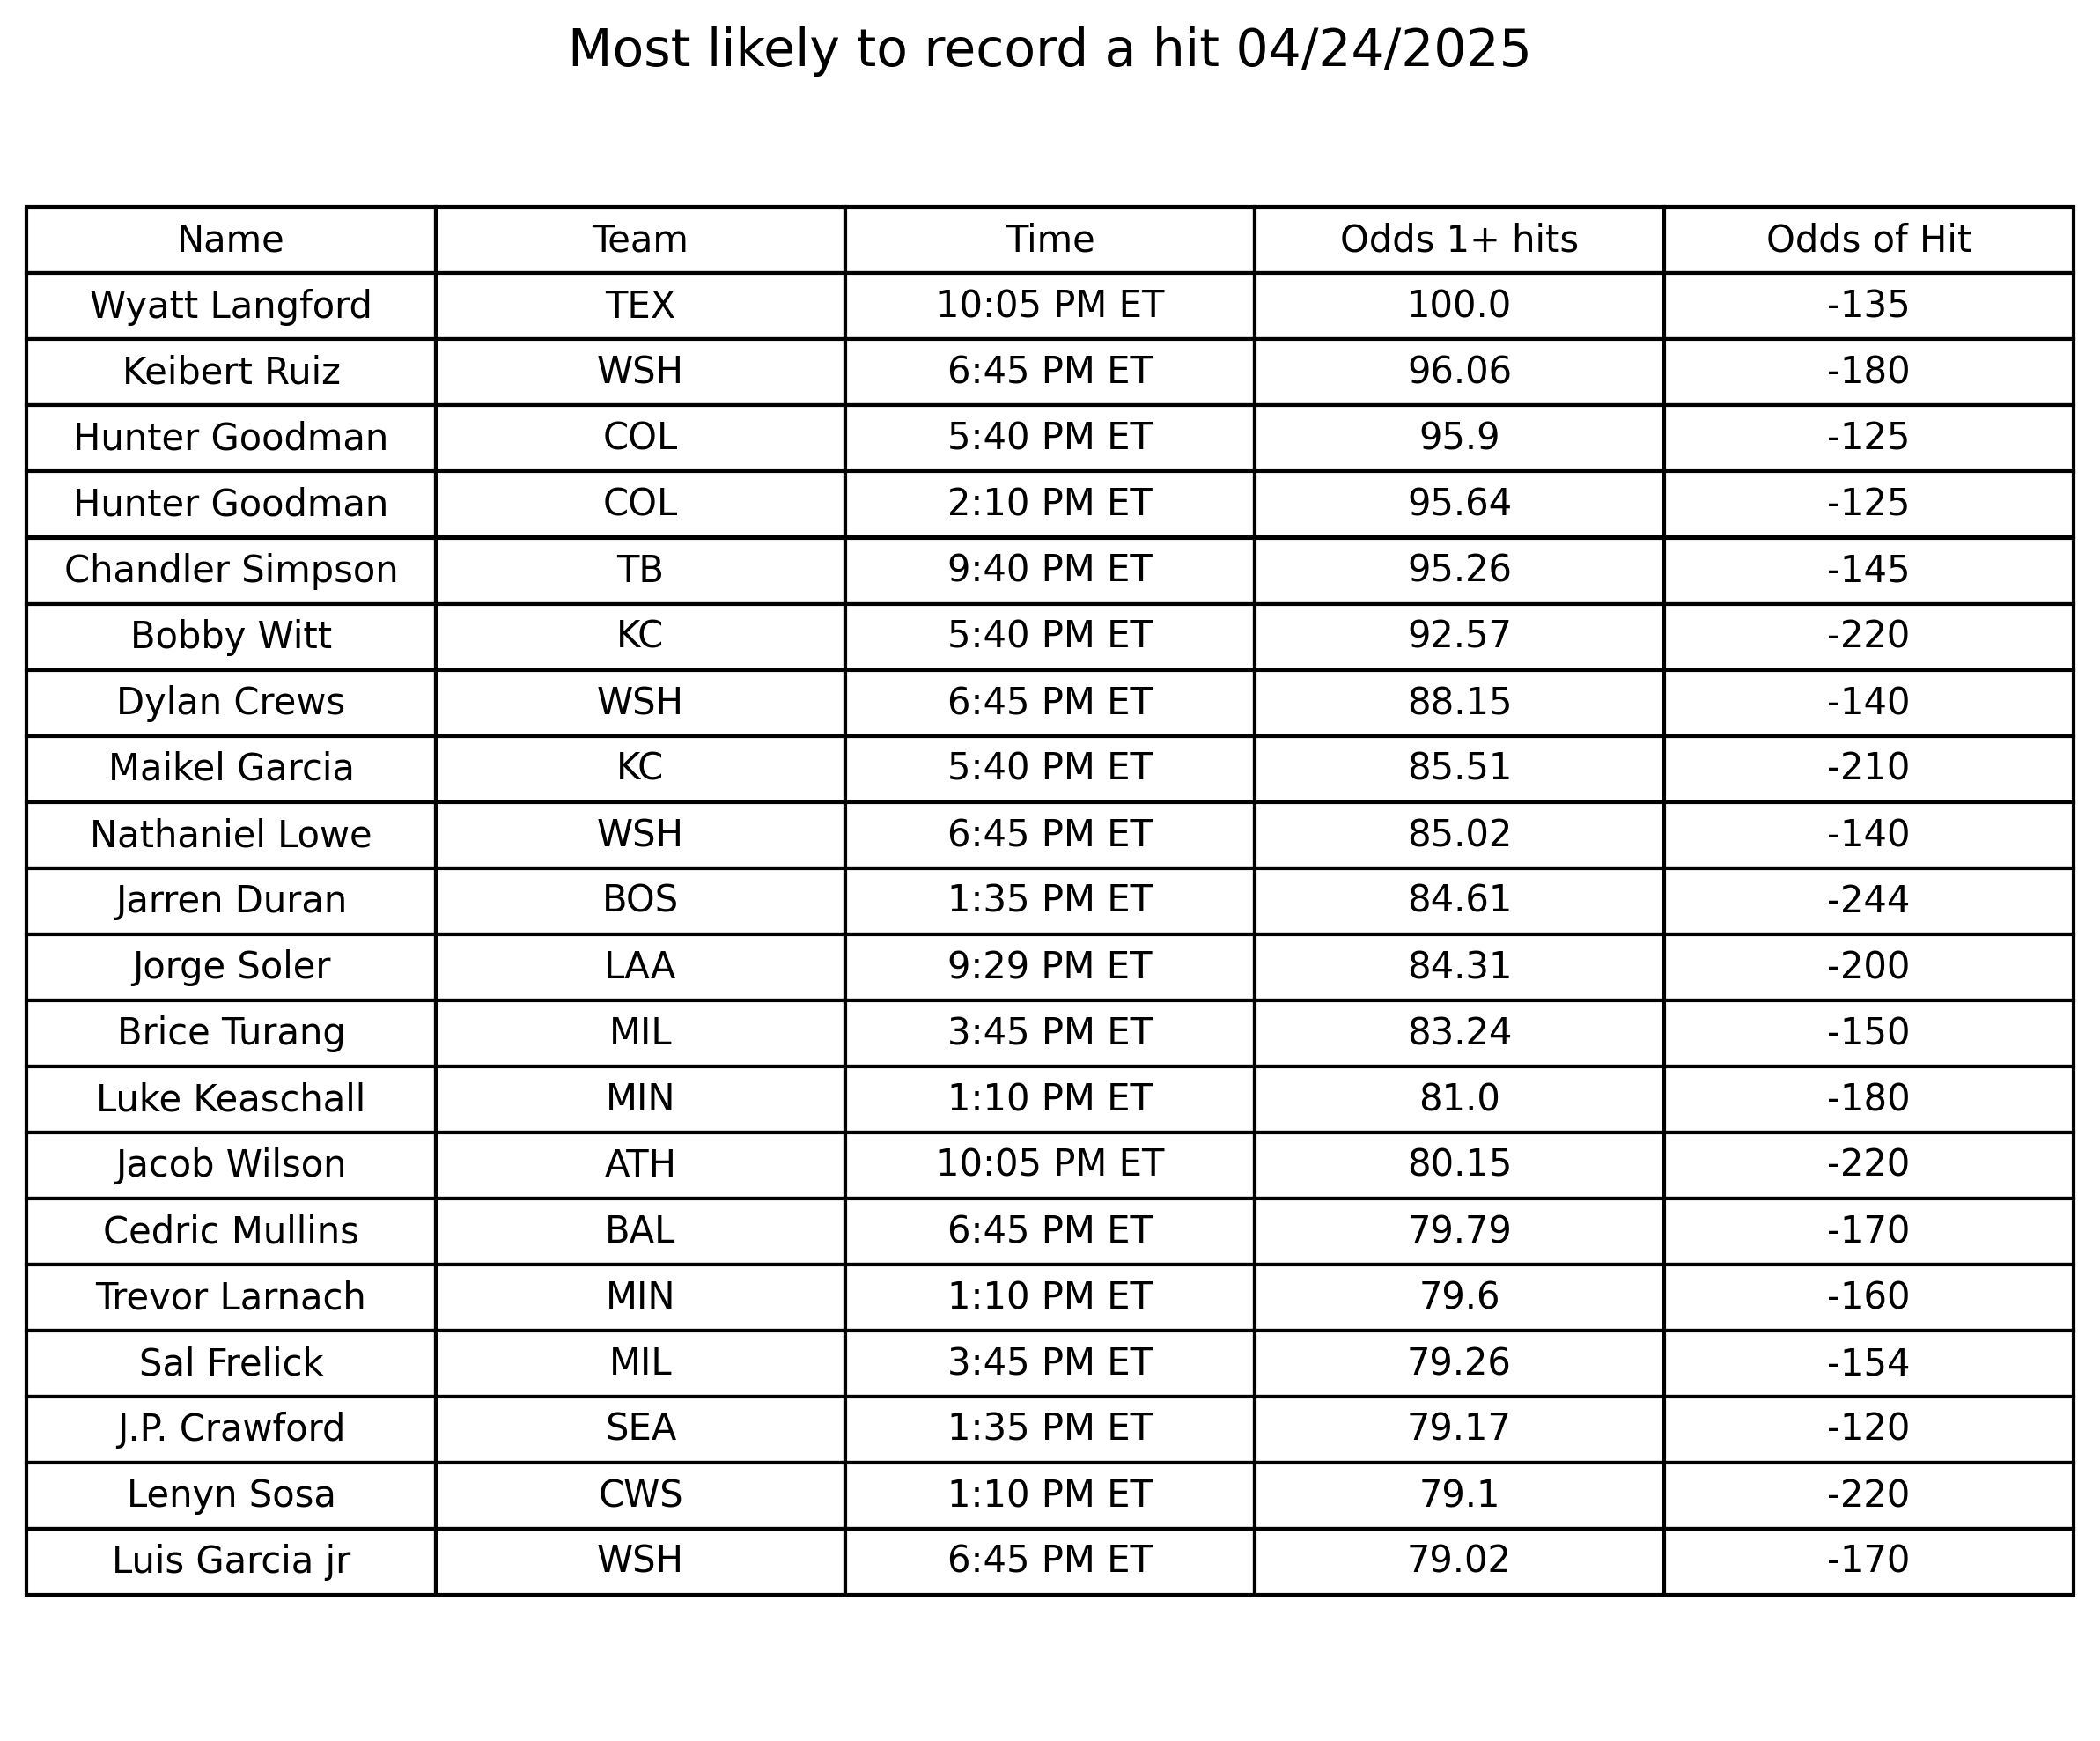 Most likely to record a hit 04/24/2025
Name Team Time Odds 1+ hits Odds of Hit
Wyatt Langford TEX 10:05 PM ET 100.0 -135
Keibert Ruiz WSH 6:45 PM ET 96.06 -180
Hunter Goodman COL 5:40 PM ET 95.9 -125
Hunter Goodman COL 2:10 PM ET 95.64 -125
Chandler Simpson TB 9:40 PM ET 95.26 -145
Bobby Witt KC 5:40 PM ET 92.57 -220
Dylan Crews WSH 6:45 PM ET 88.15 -140
Maikel Garcia KC 5:40 PM ET 85.51 -210
Nathaniel Lowe WSH 6:45 PM ET 85.02 -140
Jarren Duran BOS 1:35 PM ET 84.61 -244
Jorge Soler LAA 9:29 PM ET 84.31 -200
Brice Turang MIL 3:45 PM ET 83.24 -150
Luke Keaschall MIN 1:10 PM ET 81.0 -180
Jacob Wilson ATH 10:05 PM ET 80.15 -220
Cedric Mullins BAL 6:45 PM ET 79.79 -170
Trevor Larnach MIN 1:10 PM ET 79.6 -160
Sal Frelick MIL 3:45 PM ET 79.26 -154
J.P. Crawford SEA 1:35 PM ET 79.17 -120
Lenyn Sosa CWS 1:10 PM ET 79.1 -220
Luis Garcia jr WSH 6:45 PM ET 79.02 -170